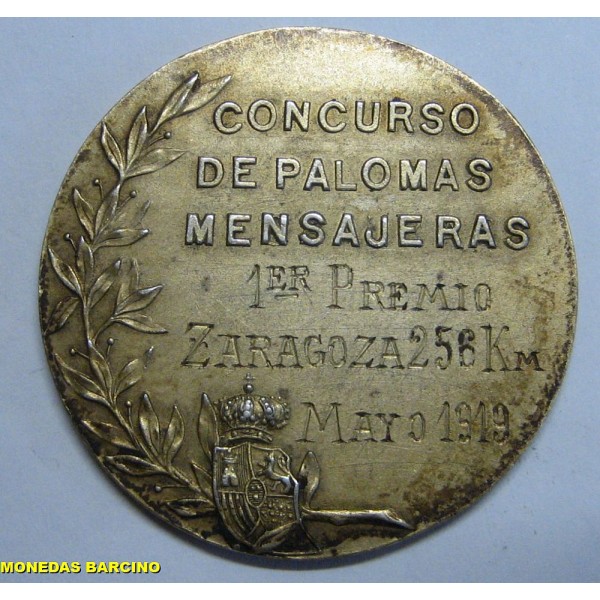 CONCURSO
DE PALOMAS
MENSAJERAS
1ER PREMIO
ZARAGOZA 256 KM
MAYO 1919
MONEDAS BARCINO